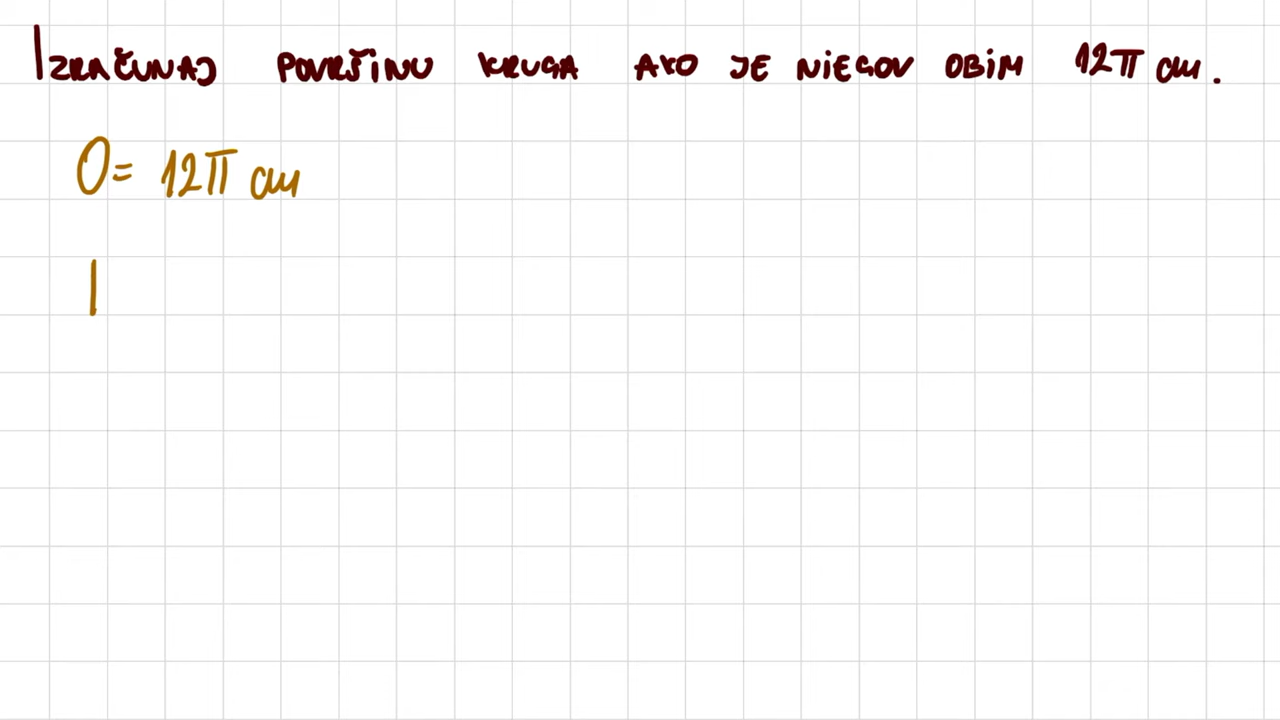 IZRAČUNAJ POVRŠINU KRUGA AKO JE NJEGOV OBIM 12π cm.
O= 12π cm